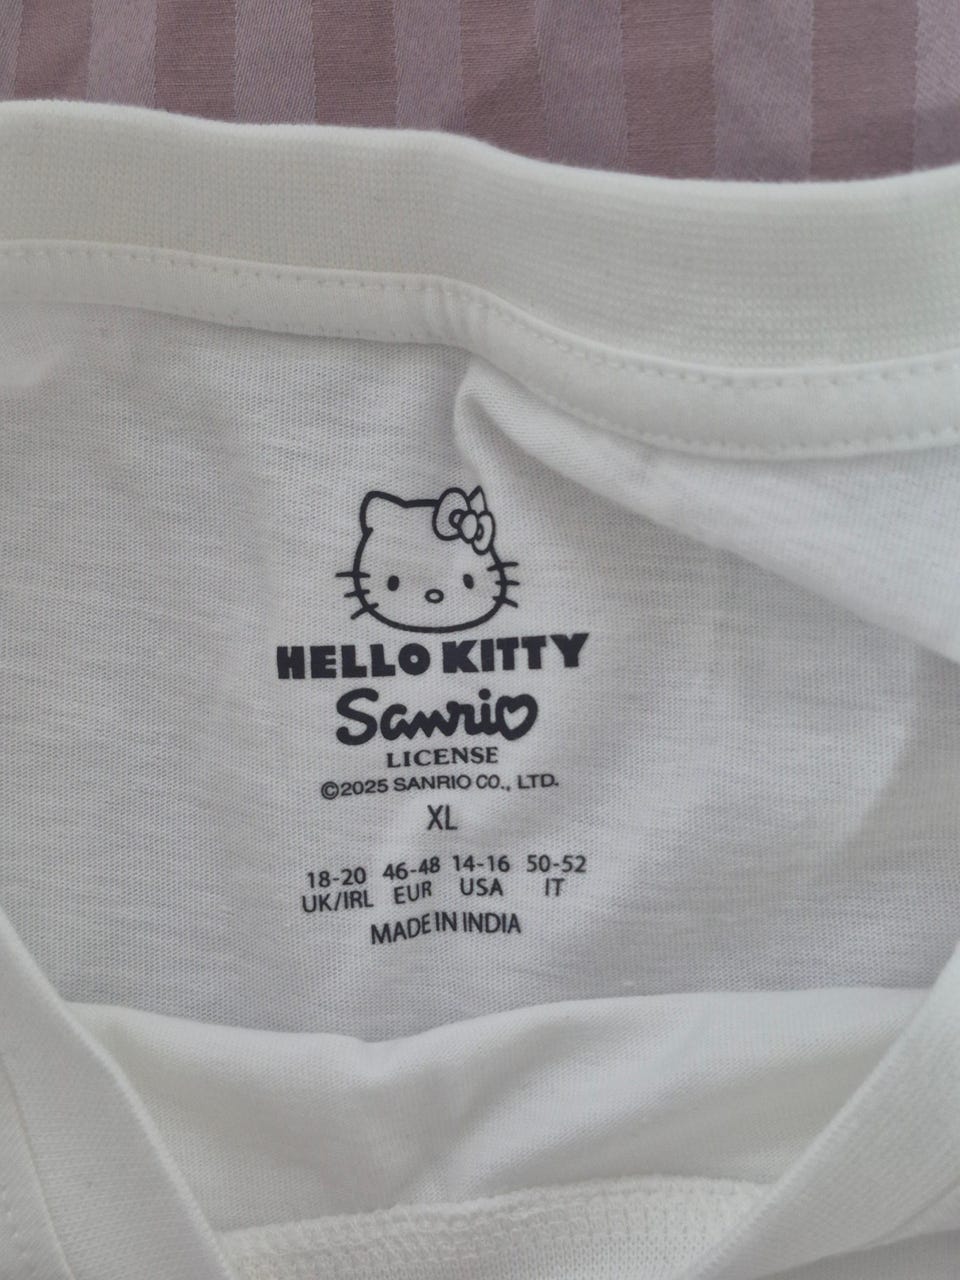 HELLO KITTY
Sanrio
LICENSE
©2025 SANRIO CO., LTD.
XL
18-20 46-48 14-16 50-52
UK/IRL EUR USA IT
MADE IN INDIA